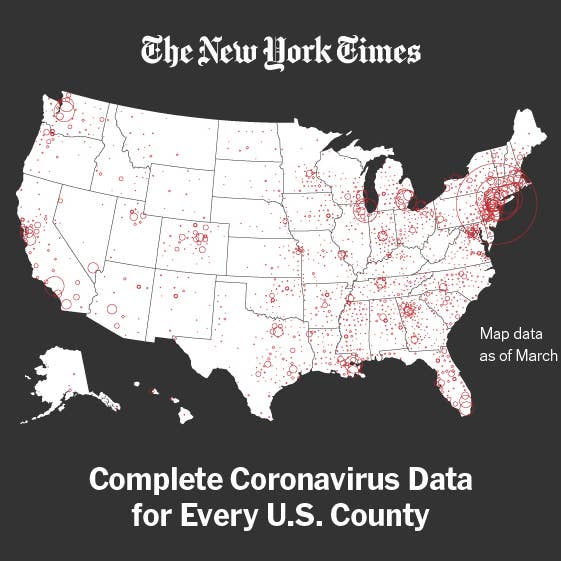 The New York Times
Map data
as of March
Complete Coronavirus Data
for Every U.S. County